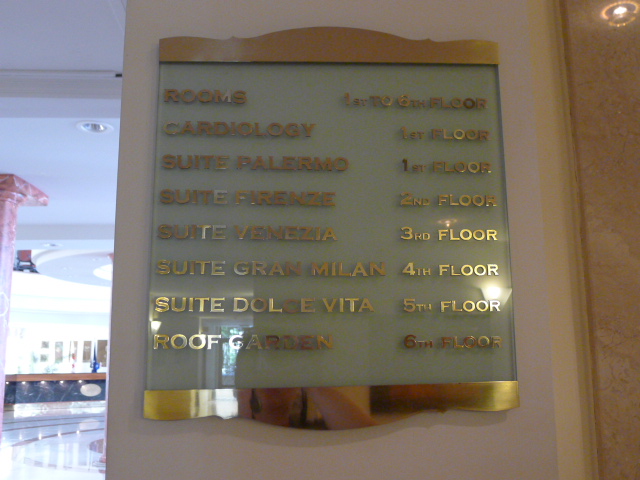 ROOMS 1ST TO 6TH FLOOR
CARDIOLOGY 1ST FLOOR
SUITE PALERMO 1ST FLOOR
SUITE FIRENZE 2ND FLOOR
SUITE VENEZIA 3RD FLOOR
SUITE GRAN MILAN 4TH FLOOR
SUITE DOLCE VITA 5TH FLOOR
ROOF GARDEN 6TH FLOOR